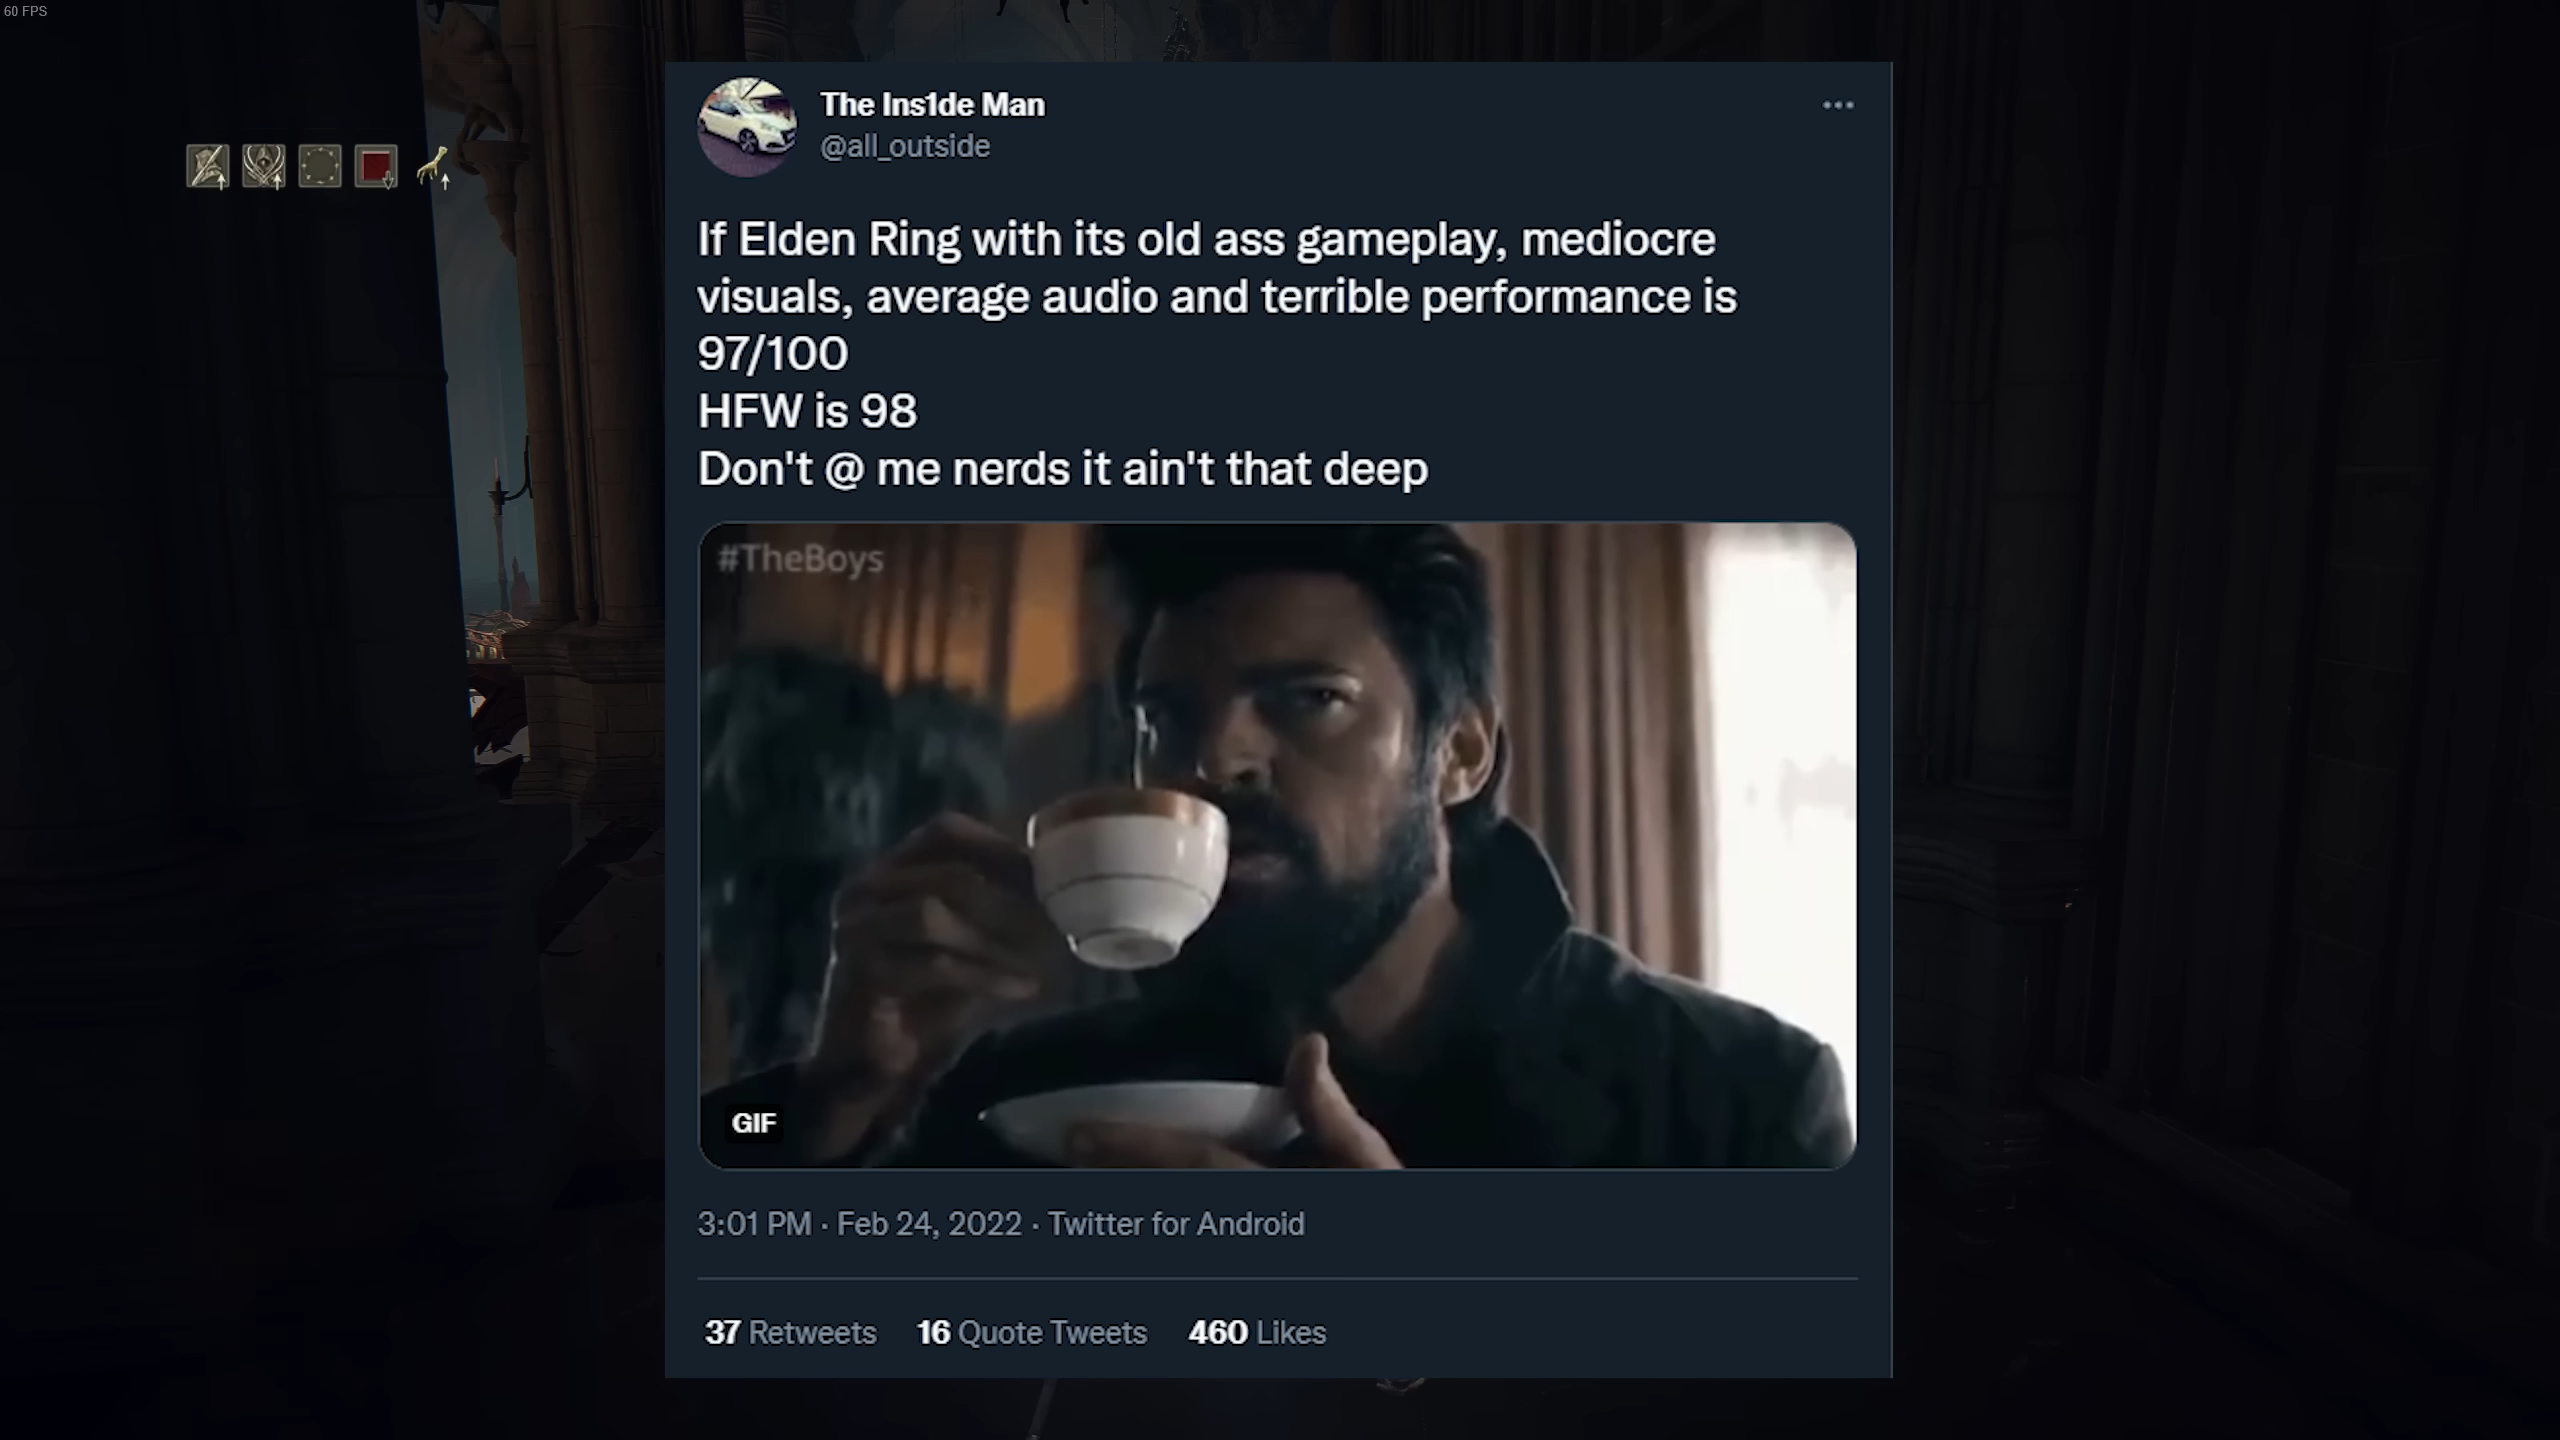 60 FPS
The Ins1de Man
@all_outside
If Elden Ring with its old ass gameplay, mediocre
visuals, average audio and terrible performance is
97/100
HFW is 98
Don't @ me nerds it ain't that deep
#TheBoys
GIF
3:01 PM · Feb 24, 2022 · Twitter for Android
37 Retweets 16 Quote Tweets 460 Likes